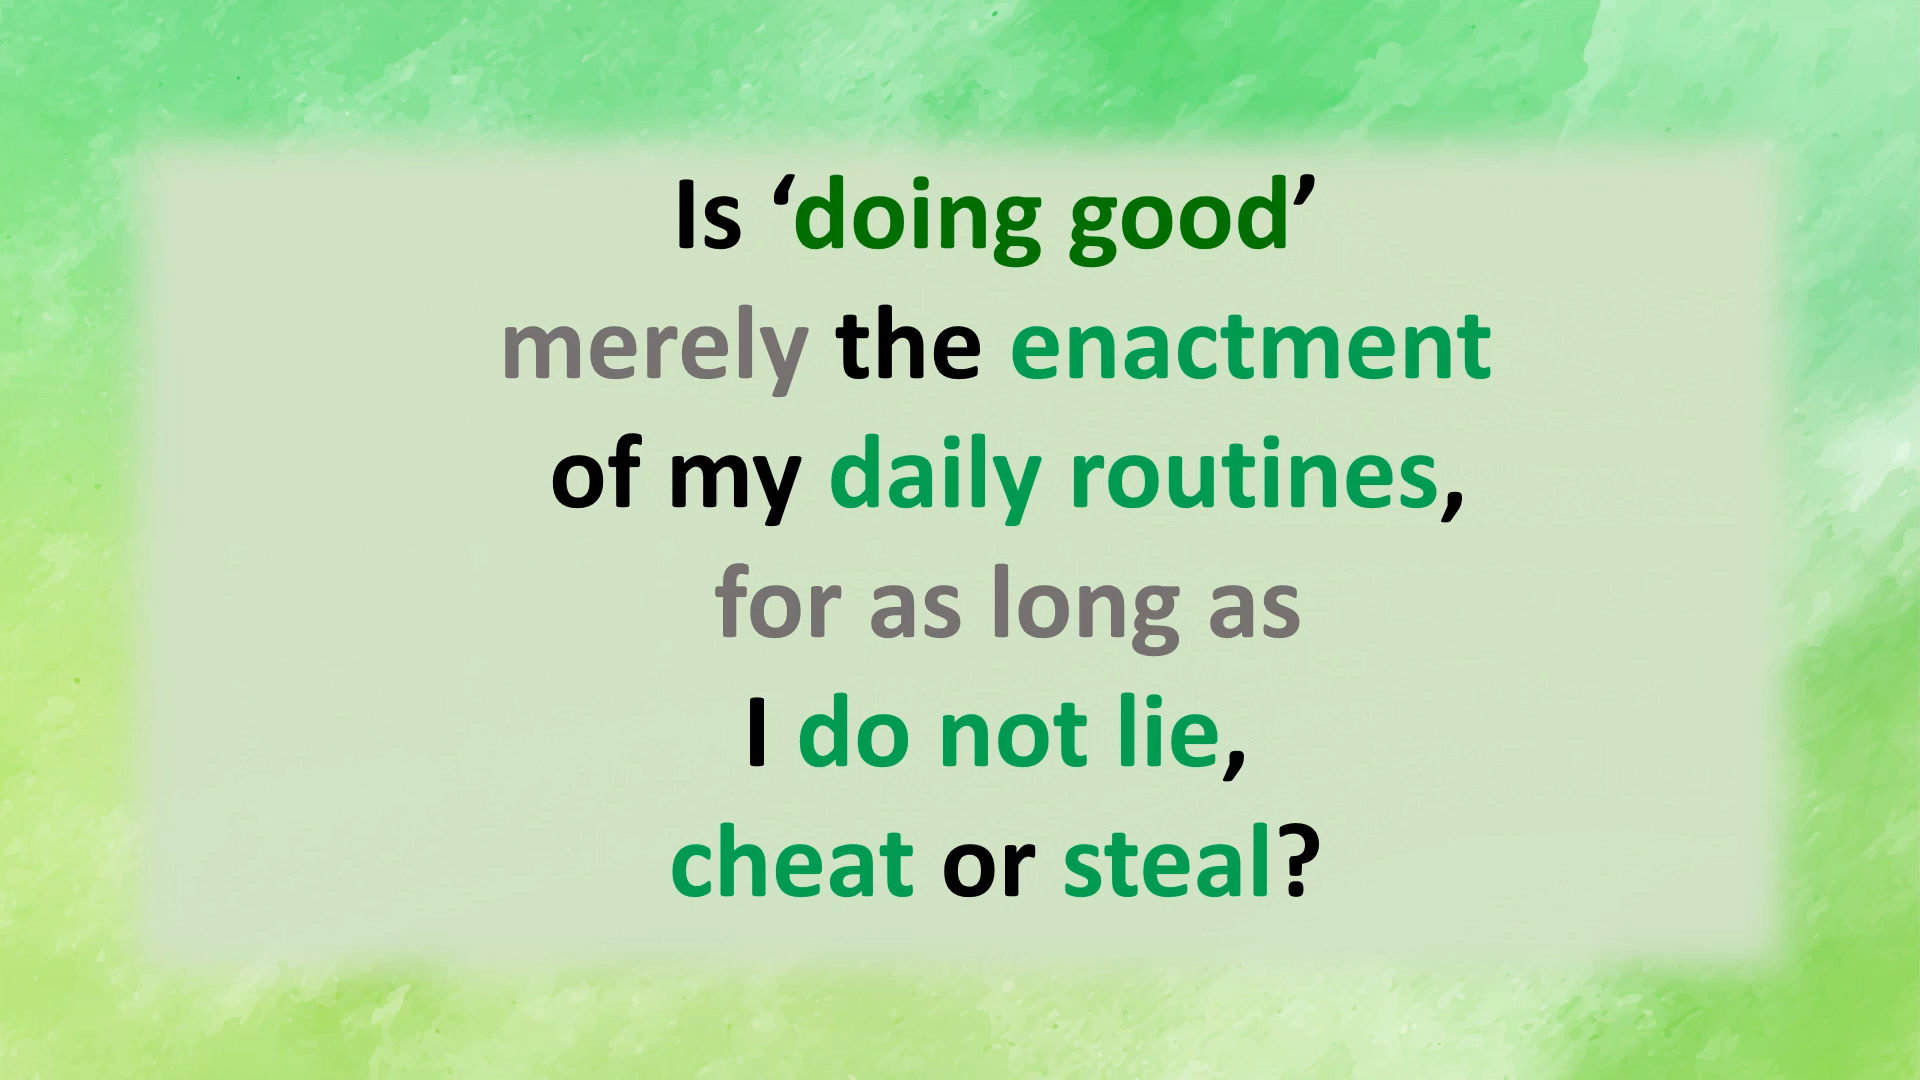 Is ‘doing good’
merely the enactment
of my daily routines,
for as long as
I do not lie,
cheat or steal?